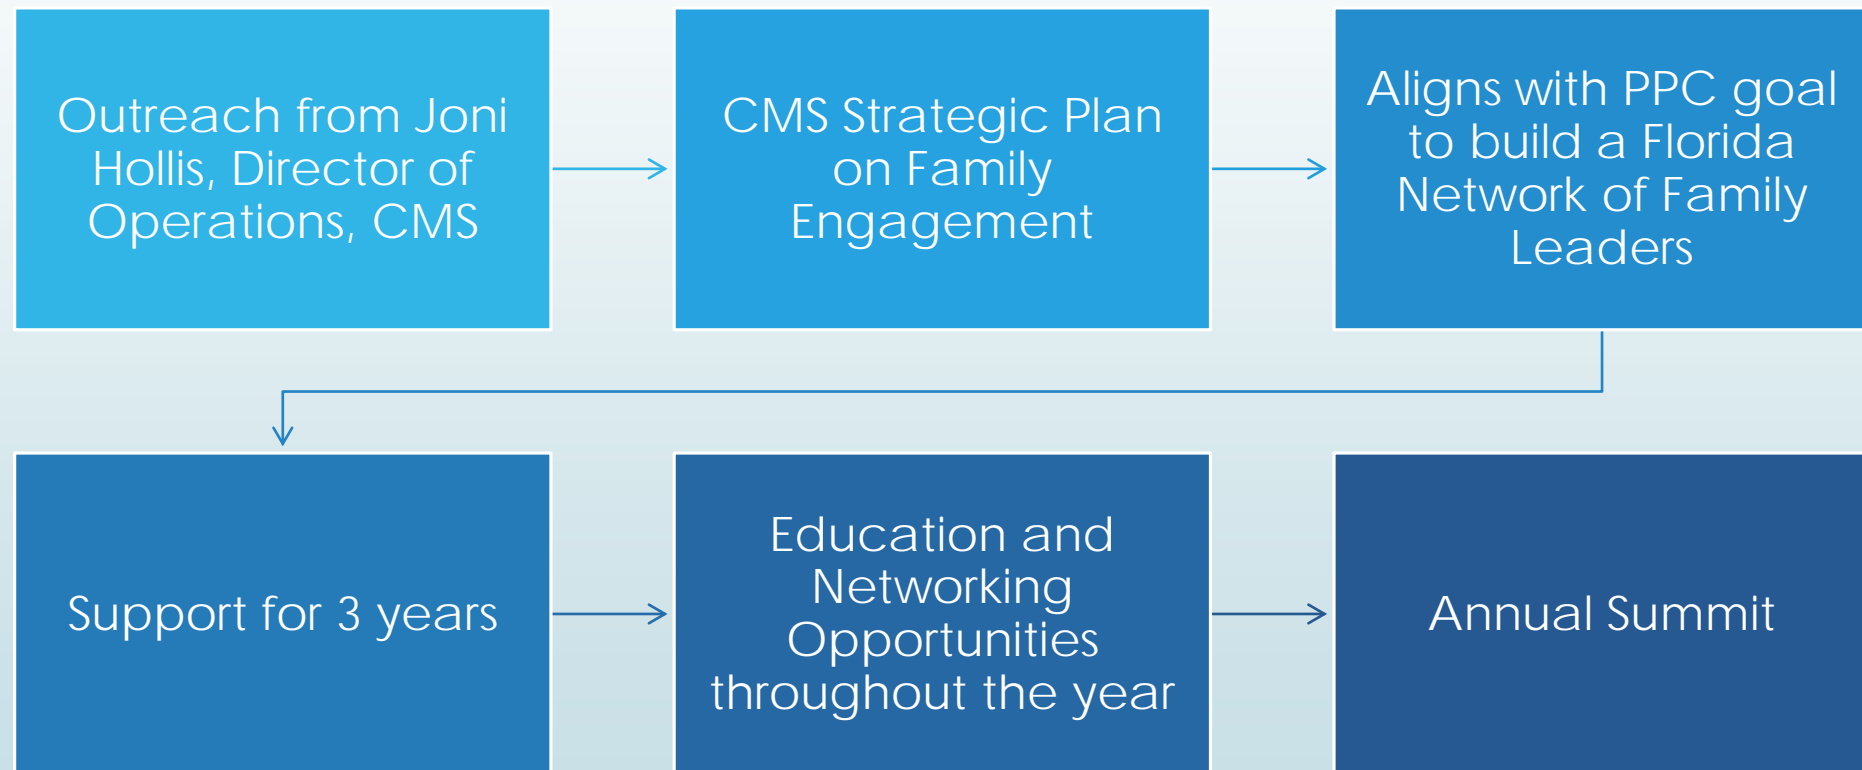 Outreach from Joni
Hollis, Director of
Operations, CMS
CMS Strategic Plan
on Family
Engagement
Aligns with PPC goal
to build a Florida
Network of Family
Leaders
Support for 3 years
Education and
Networking
Opportunities
throughout the year
Annual Summit